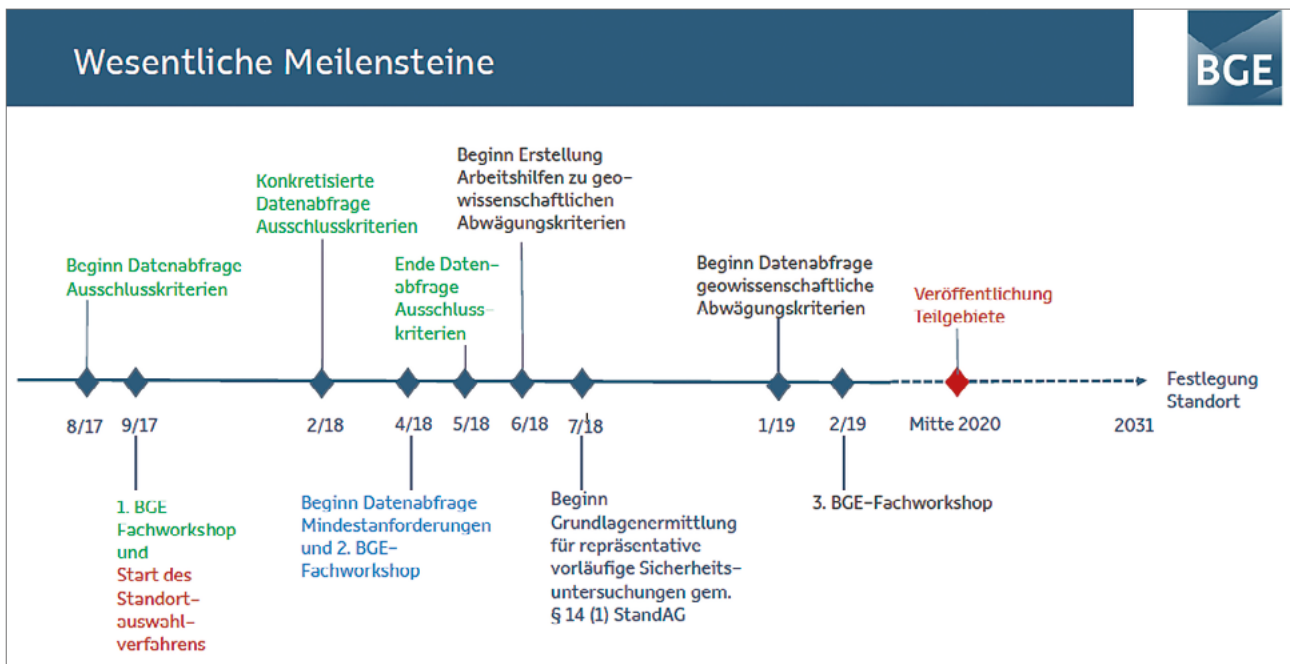 Wesentliche Meilensteine
BGE
Beginn Datenabfrage
Ausschlusskriterien
Konkretisierte
Datenabfrage
Ausschlusskriterien
Ende Daten-
abfrage
Ausschluss-
kriterien
Beginn Erstellung
Arbeitshilfen zu geo-
wissenschaftlichen
Abwägungskriterien
Beginn Datenabfrage
geowissenschaftliche
Abwägungskriterien
Veröffentlichung
Teilgebiete
Festlegung
Standort
8/17 9/17 2/18 4/18 5/18 6/18 7/18 1/19 2/19 Mitte 2020 2031
1. BGE
Fachworkshop
und
Start des
Standort-
auswahl-
verfahrens
Beginn Datenabfrage
Mindestanforderungen
und 2. BGE-
Fachworkshop
Beginn
Grundlagenermittlung
für repräsentative
vorläufige Sicherheits-
untersuchungen gem.
§ 14 (1) StandAG
3. BGE-Fachworkshop